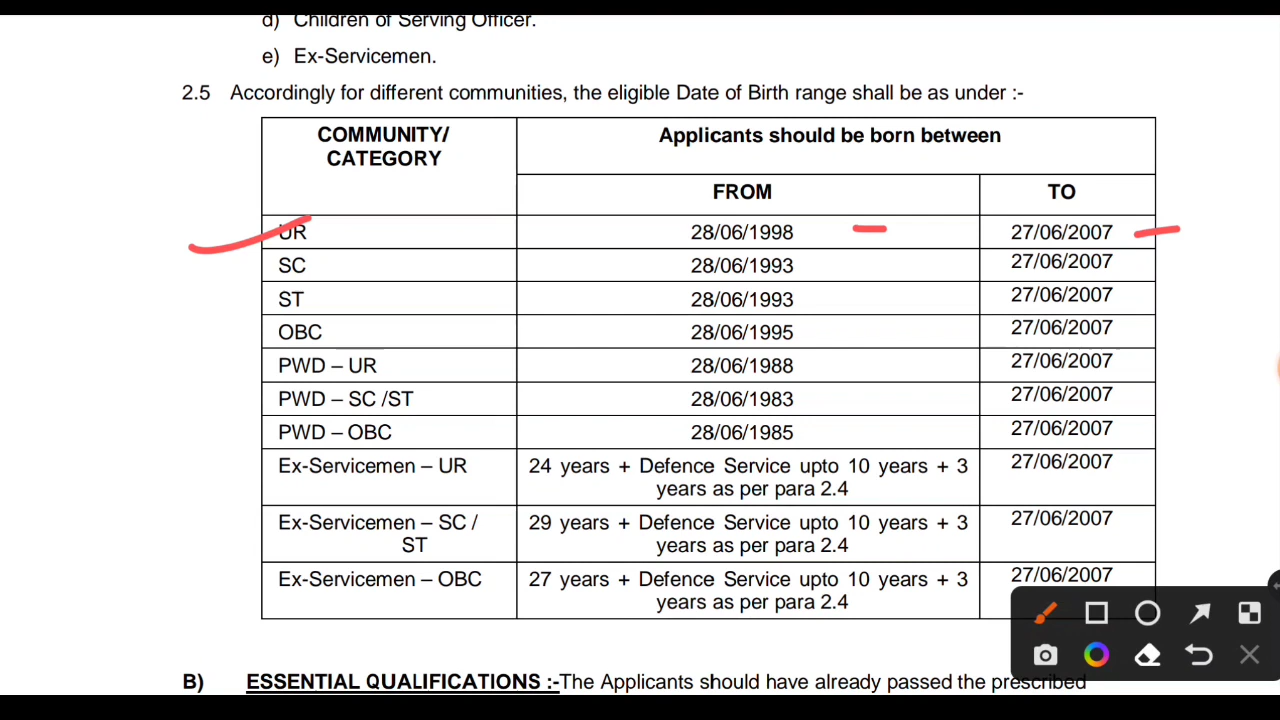 d) Children of Serving Officer.
e) Ex-Servicemen.
2.5 Accordingly for different communities, the eligible Date of Birth range shall be as under :-
COMMUNITY/ CATEGORY Applicants should be born between
FROM TO
UR 28/06/1998 27/06/2007
SC 28/06/1993 27/06/2007
ST 28/06/1993 27/06/2007
OBC 28/06/1995 27/06/2007
PWD – UR 28/06/1988 27/06/2007
PWD – SC /ST 28/06/1983 27/06/2007
PWD – OBC 28/06/1985 27/06/2007
Ex-Servicemen – UR 24 years + Defence Service upto 10 years + 3 27/06/2007
years as per para 2.4
Ex-Servicemen – SC / 29 years + Defence Service upto 10 years + 3 27/06/2007
ST years as per para 2.4
Ex-Servicemen – OBC 27 years + Defence Service upto 10 years + 3 27/06/2007
years as per para 2.4
B) ESSENTIAL QUALIFICATIONS :-The Applicants should have already passed the prescribed